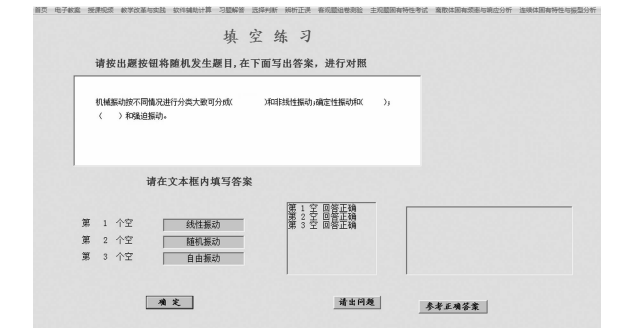 首页 电子教案 授课视频 教学改革与实践 软件辅助计算 习题解答 选择判断 辨析正误 客观题组卷测验 主观题固有特性考试 离散体固有频率与响应分析 连续体固有特性与振型分析
填 空 练 习
请按出题按钮将随机发生题目,在下面写出答案，进行对照
机械振动按不同情况进行分类大致可分成( )和非线性振动;确定性振动和( );
( ）和强迫振动。
请在文本框内填写答案
第 1 空 回答正确
第 2 空 回答正确
第 3 空 回答正确
第 1 个空 线性振动
第 2 个空 随机振动
第 3 个空 自由振动
确 定
请出问题
参考正确答案